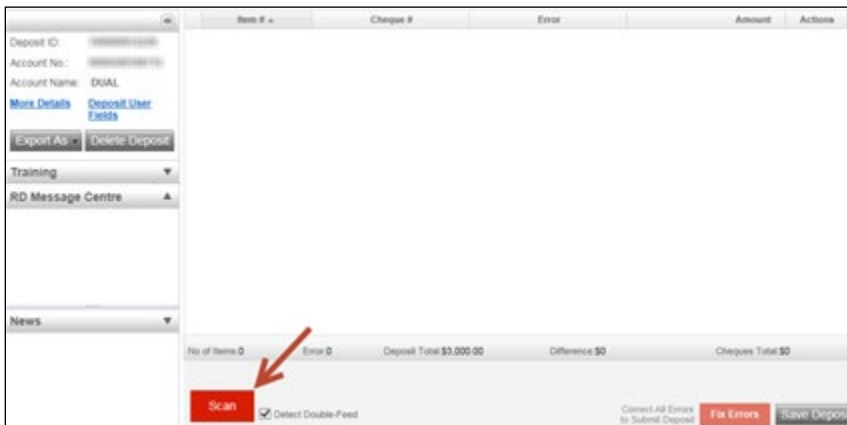 Item # Cheque # Error Amount Actions
Deposit ID:
Account No.:
Account Name: DUAL
More Details Deposit User Fields
Export As Delete Deposit
Training
RD Message Centre
News
No of Items 0 Error 0 Deposit Total $3,000.00 Difference $0 Cheques Total $0
Scan
Detect Double-Feed
Correct All Errors
to Submit Deposit
Fix Errors
Save Deposi